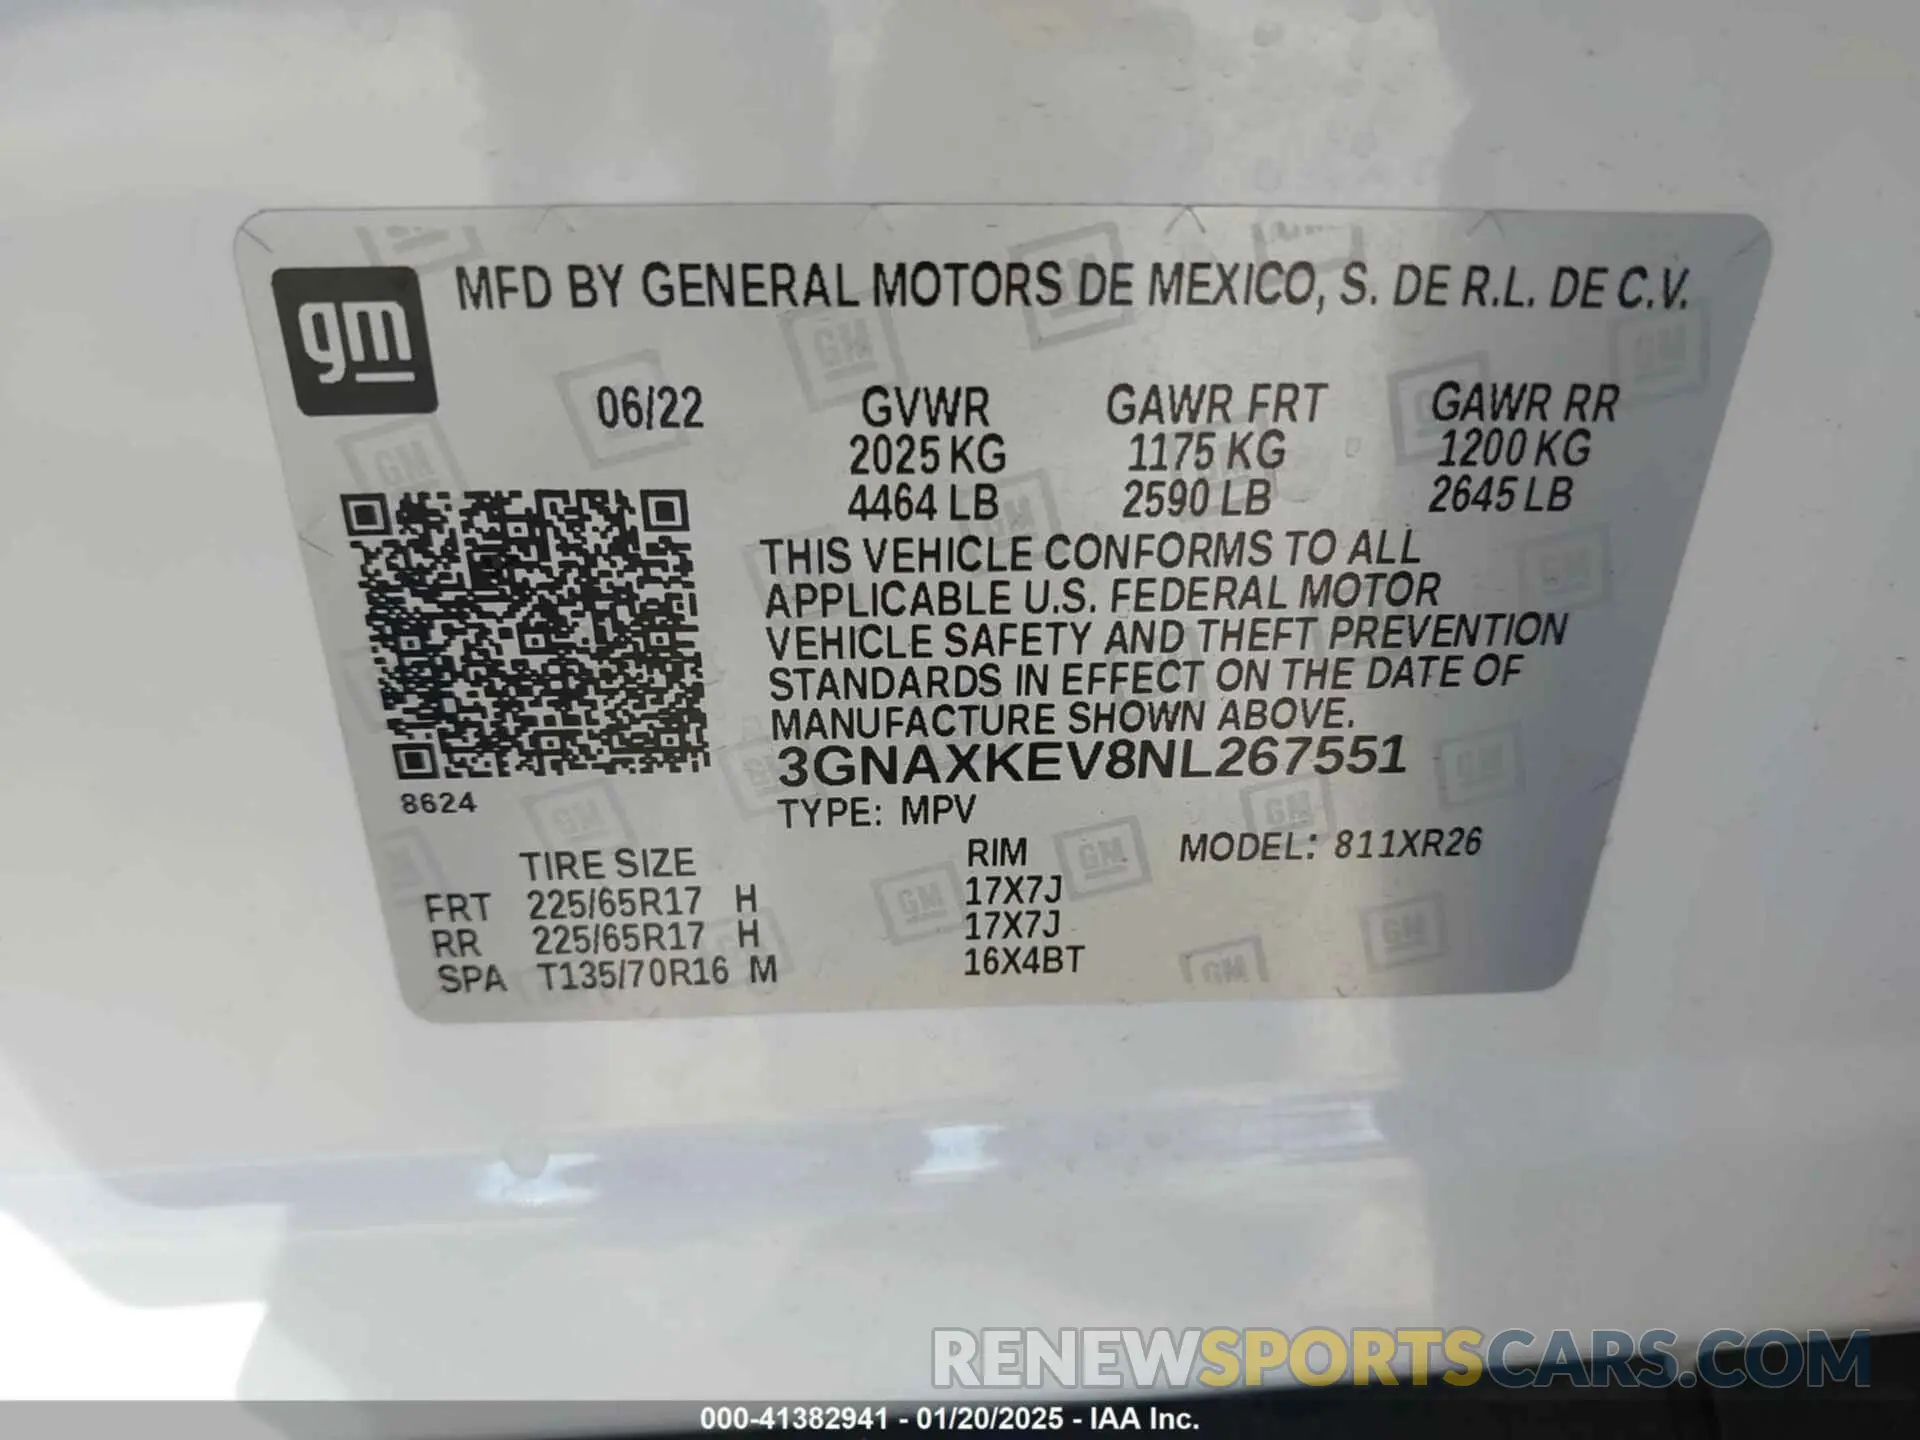 gm
MFD BY GENERAL MOTORS DE MEXICO, S. DE R.L. DE C.V.
06/22 GVWR GAWR FRT GAWR RR
2025 KG 1175 KG 1200 KG
4464 LB 2590 LB 2645 LB
THIS VEHICLE CONFORMS TO ALL
APPLICABLE U.S. FEDERAL MOTOR
VEHICLE SAFETY AND THEFT PREVENTION
STANDARDS IN EFFECT ON THE DATE OF
MANUFACTURE SHOWN ABOVE.
3GNAXKEV8NL267551
8624
TYPE: MPV
TIRE SIZE RIM MODEL: 811XR26
FRT 225/65R17 H 17X7J
RR 225/65R17 H 17X7J
SPA T135/70R16 M 16X4BT
RENEWSPORTSCARS.COM
000-41382941 - 01/20/2025 - IAA Inc.